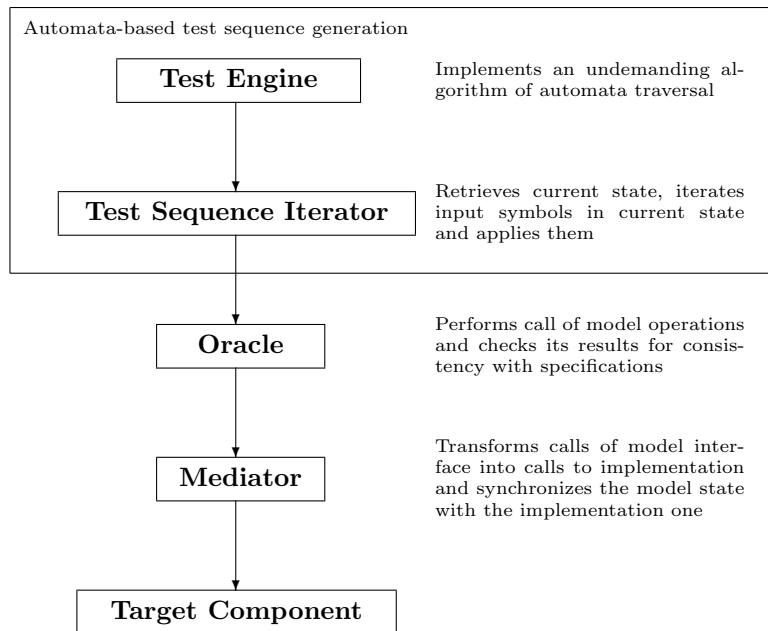 Automata-based test sequence generation
Test Engine
Implements an undemanding al-
gorithm of automata traversal
Test Sequence Iterator
Retrieves current state, iterates
input symbols in current state
and applies them
Oracle
Performs call of model operations
and checks its results for consis-
tency with specifications
Mediator
Transforms calls of model inter-
face into calls to implementation
and synchronizes the model state
with the implementation one
Target Component